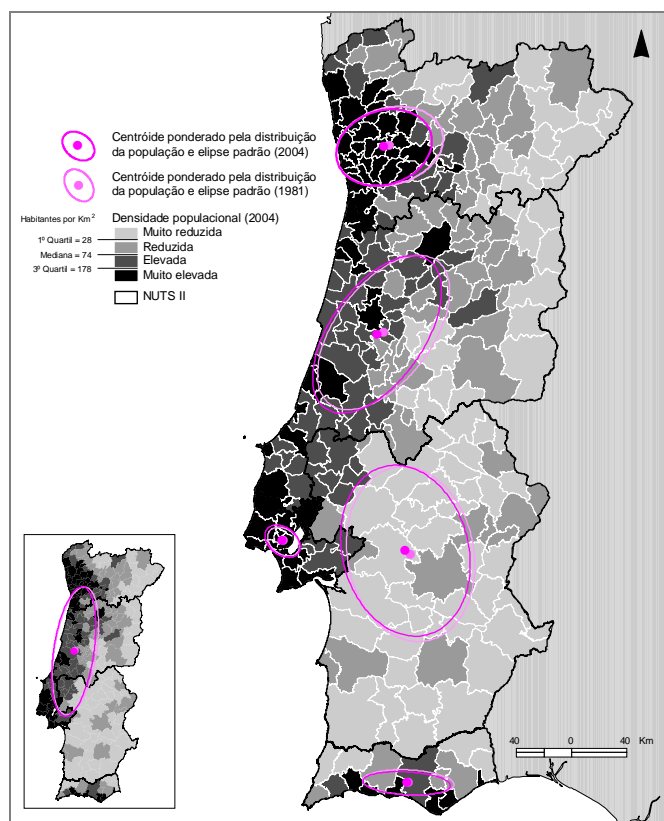 Centróide ponderado pela distribuição
da população e elipse padrão (2004)
Centróide ponderado pela distribuição
da população e elipse padrão (1981)
Habitantes por Km2 Densidade populacional (2004)
Muito reduzida
1º Quartil = 28
Reduzida
Mediana = 74
Elevada
3º Quartil = 178
Muito elevada
NUTS II
40 0 40 Km